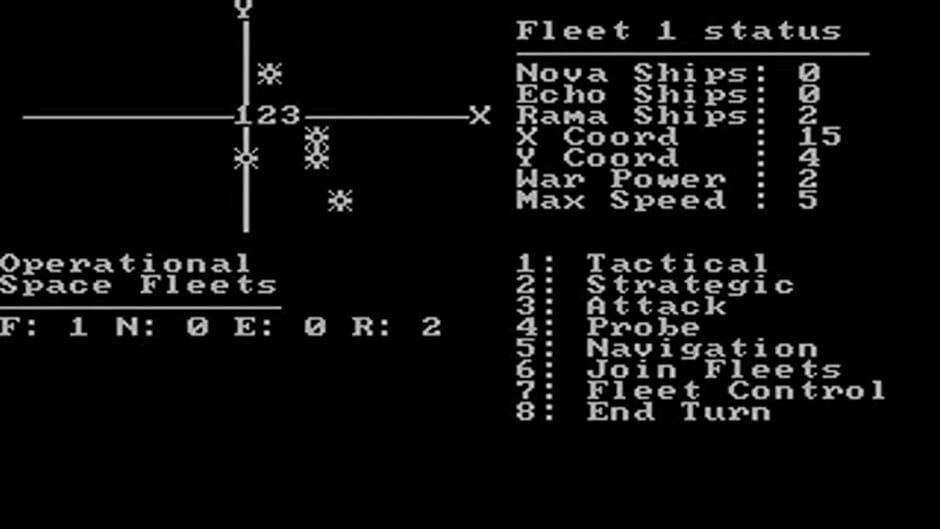 Y
123
X
Operational
Space Fleets
F: 1 N: 0 E: 0 R: 2
Fleet 1 status
Nova Ships: 0
Echo Ships: 0
Rama Ships: 2
X Coord : 15
Y Coord : 4
War Power : 2
Max Speed : 5
1: Tactical
2: Strategic
3: Attack
4: Probe
5: Navigation
6: Join Fleets
7: Fleet Control
8: End Turn